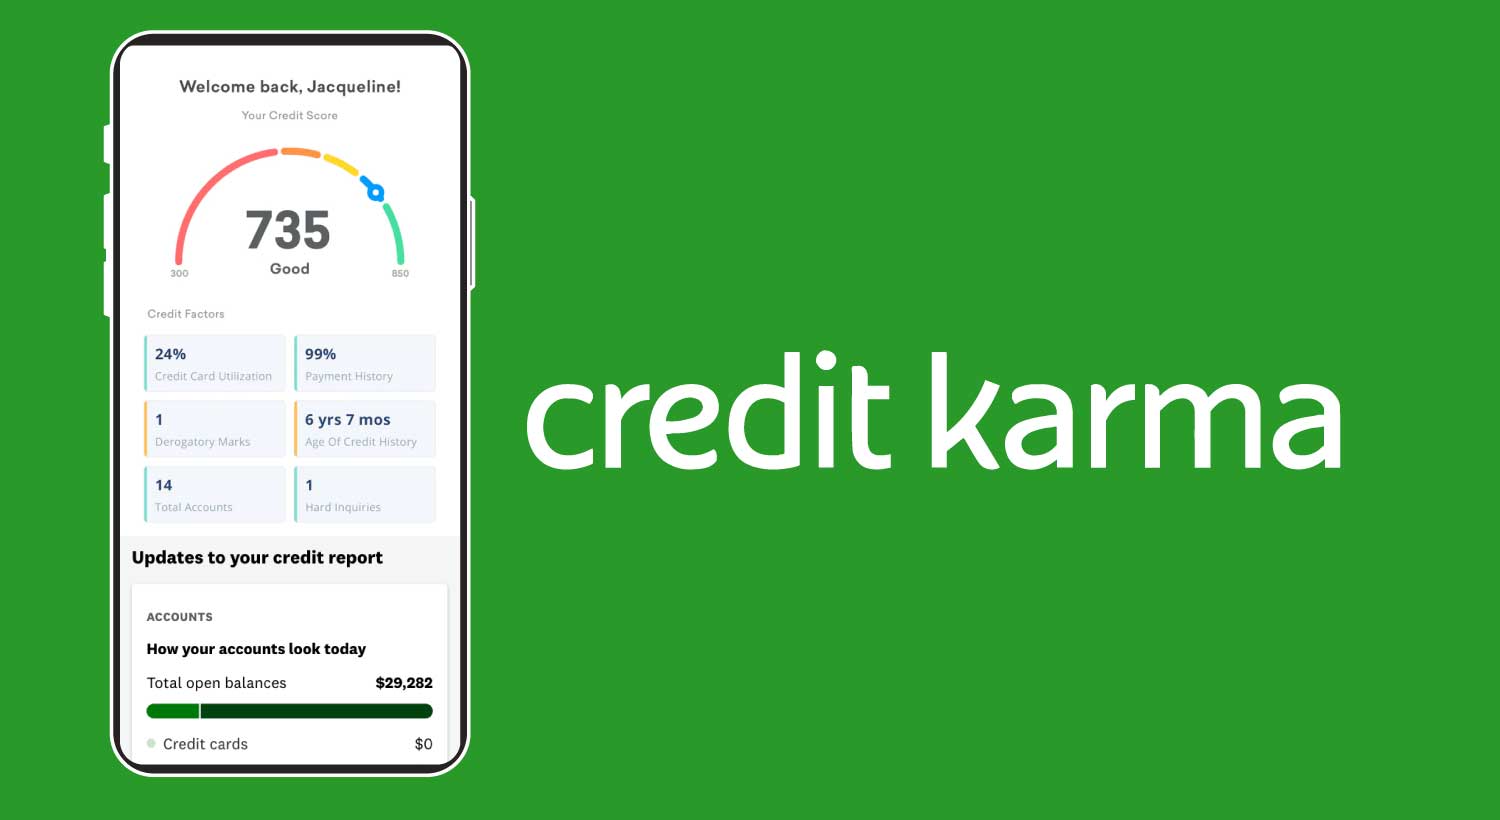 Welcome back, Jacqueline!
Your Credit Score
735
Good
300
850
Credit Factors
24%
Credit Card Utilization
99%
Payment History
1
Derogatory Marks
6 yrs 7 mos
Age Of Credit History
14
Total Accounts
1
Hard Inquiries
Updates to your credit report
ACCOUNTS
How your accounts look today
Total open balances $29,282
Credit cards $0
credit karma